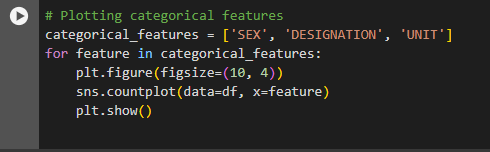 # Plotting categorical features
categorical_features = ['SEX', 'DESIGNATION', 'UNIT']
for feature in categorical_features:
    plt.figure(figsize=(10, 4))
    sns.countplot(data=df, x=feature)
    plt.show()